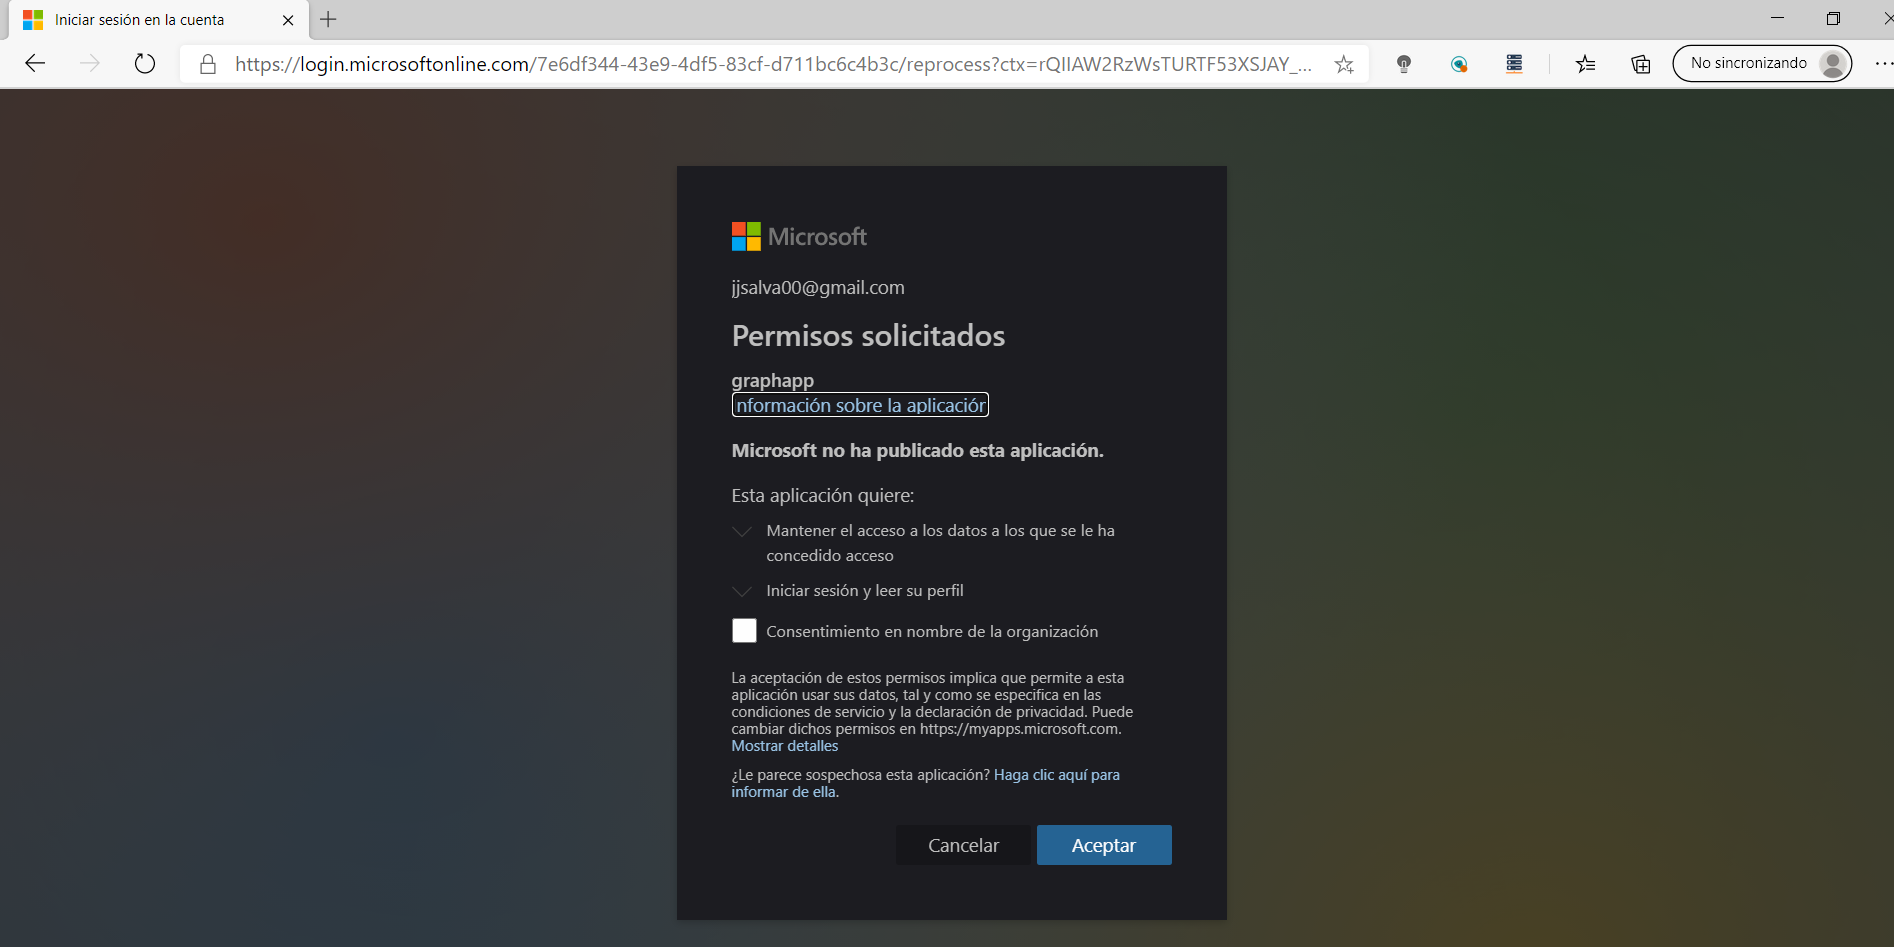 Iniciar sesión en la cuenta
https://login.microsoftonline.com/7e6df344-43e9-4df5-83cf-d711bc6c4b3c/reprocess?ctx=rQIIAW2RzWsTURTF53XSJAY_...
No sincronizando
Microsoft
jjsalva00@gmail.com
Permisos solicitados
graphapp
nformación sobre la aplicación
Microsoft no ha publicado esta aplicación.
Esta aplicación quiere:
Mantener el acceso a los datos a los que se le ha
concedido acceso
Iniciar sesión y leer su perfil
Consentimiento en nombre de la organización
La aceptación de estos permisos implica que permite a esta
aplicación usar sus datos, tal y como se especifica en las
condiciones de servicio y la declaración de privacidad. Puede
cambiar dichos permisos en https://myapps.microsoft.com.
Mostrar detalles
¿Le parece sospechosa esta aplicación? Haga clic aquí para
informar de ella.
Cancelar
Aceptar